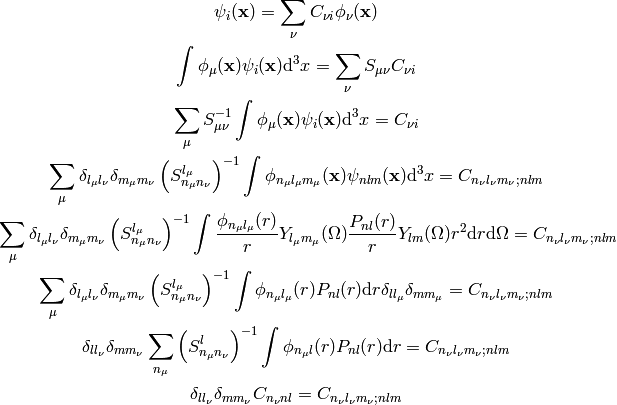 \psi_i(\mathbf{x}) = \sum_{\nu} C_{\nu i} \phi_\nu(\mathbf{x})
\int \phi_\mu(\mathbf{x}) \psi_i(\mathbf{x}) \mathrm{d}^3 x = \sum_{\nu} S_{\mu\nu} C_{\nu i}
\sum_{\mu} S^{-1}_{\mu\nu} \int \phi_\mu(\mathbf{x}) \psi_i(\mathbf{x}) \mathrm{d}^3 x = C_{\nu i}
\sum_{\mu} \delta_{l_\mu l_\nu} \delta_{m_\mu m_\nu} \left( S^{l_\mu}_{n_\mu n_\nu} \right)^{-1} \int \phi_{n_\mu l_\mu m_\mu}(\mathbf{x}) \psi_{nlm}(\mathbf{x}) \mathrm{d}^3 x = C_{n_\nu l_\nu m_\nu; nlm}
\sum_{\mu} \delta_{l_\mu l_\nu} \delta_{m_\mu m_\nu} \left( S^{l_\mu}_{n_\mu n_\nu} \right)^{-1} \int \frac{\phi_{n_\mu l_\mu}(r)}{r} Y_{l_\mu m_\mu}(\Omega) \frac{P_{nl}(r)}{r} Y_{lm}(\Omega) r^2 \mathrm{d} r \mathrm{d} \Omega = C_{n_\nu l_\nu m_\nu; nlm}
\sum_{\mu} \delta_{l_\mu l_\nu} \delta_{m_\mu m_\nu} \left( S^{l_\mu}_{n_\mu n_\nu} \right)^{-1} \int \phi_{n_\mu l_\mu}(r) P_{nl}(r) \mathrm{d} r \delta_{l l_\mu} \delta_{m m_\mu} = C_{n_\nu l_\nu m_\nu; nlm}
\delta_{l l_\nu} \delta_{m m_\nu} \sum_{n_\mu} \left( S^{l}_{n_\mu n_\nu} \right)^{-1} \int \phi_{n_\mu l}(r) P_{nl}(r) \mathrm{d} r = C_{n_\nu l_\nu m_\nu; nlm}
\delta_{l l_\nu} \delta_{m m_\nu} C_{n_\nu nl} = C_{n_\nu l_\nu m_\nu; nlm}